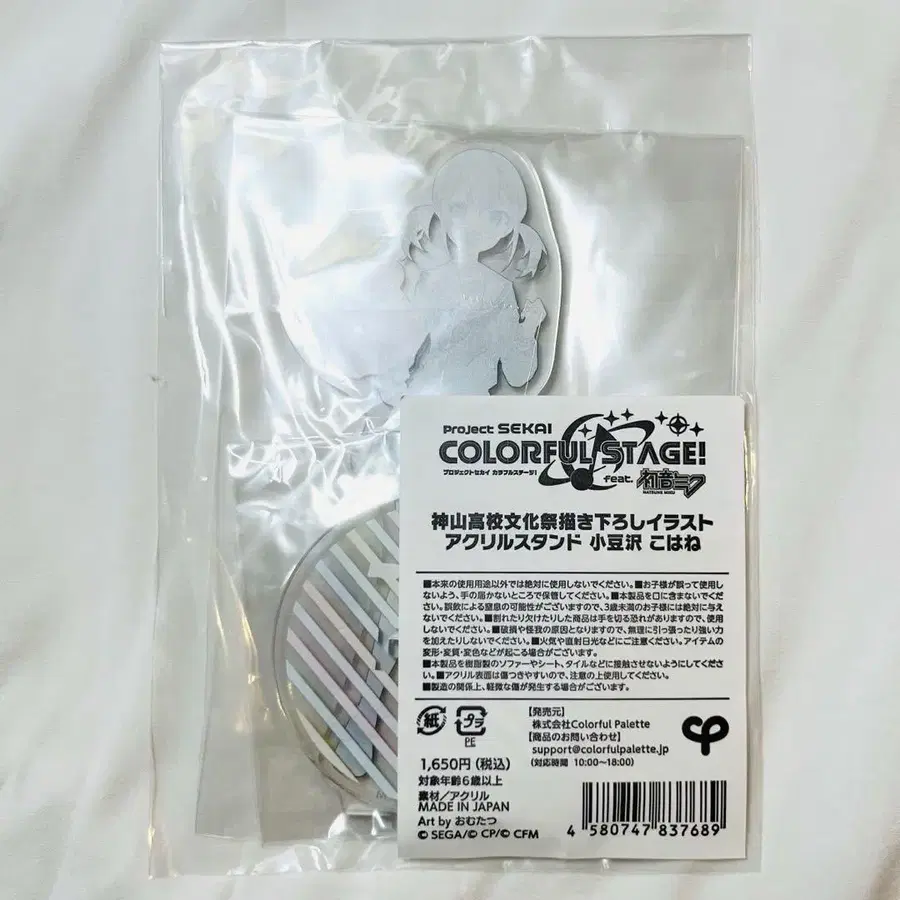 Project SEKAI
COLORFUL STAGE!
プロジェクトセカイ カラフルステージ!
feat. 初音ミク
HATSUNE MIKU
神山高校文化祭描き下ろしイラスト
アクリルスタンド 小豆沢 こはね
■本来の使用用途以外では絶対に使用しないでください。■お子様が誤って使用し
ないよう、手の届かないところで保管してください。■本製品を口に含まないでくだ
さい。誤飲による窒息の可能性がございますので、3歳未満のお子様には絶対に与え
ないでください。■割れたり欠けたりした商品は手を切る恐れがありますので、使用
しないでください。■破損や怪我の原因となりますので、無理に引っ張ったり強い力
を加えたりしないでください。■火気や直射日光などにご注意ください。アイテムの
変形・変質・変色などが起こる場合がございます。
■本製品を樹脂製のソファーやシート、タイルなどに接触させないようにしてくださ
い。■アクリル表面は傷つきやすいので、注意の上使用してください。
■製造の関係上、軽微な傷が発生する場合がございます。
紙
プラ
PE
【発売元】
株式会社Colorful Palette
【商品のお問い合わせ】
support@colorfulpalette.jp
(対応時間 10:00~18:00)
1,650円(税込)
対象年齢6歳以上
素材/アクリル
MADE IN JAPAN
Art by おむたつ
© SEGA/© CP/© CFM
4 580747 837689